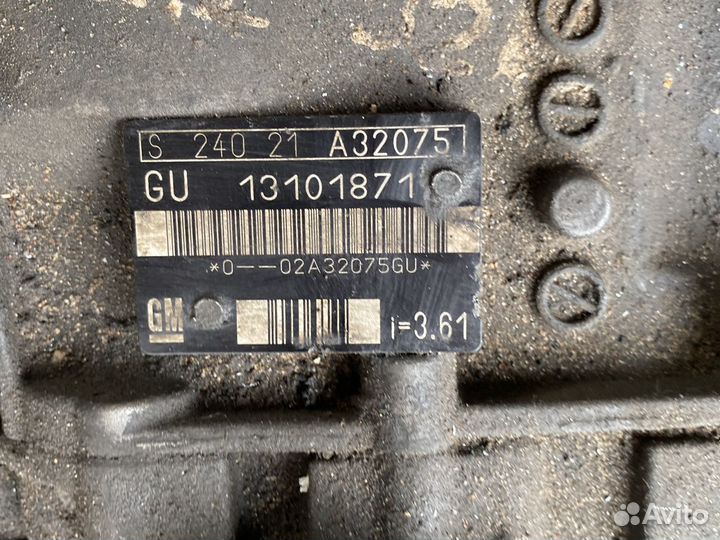 S 240 21 A32075
GU 13101871
*0--02A32075GU*
GM
i=3.61
Avito